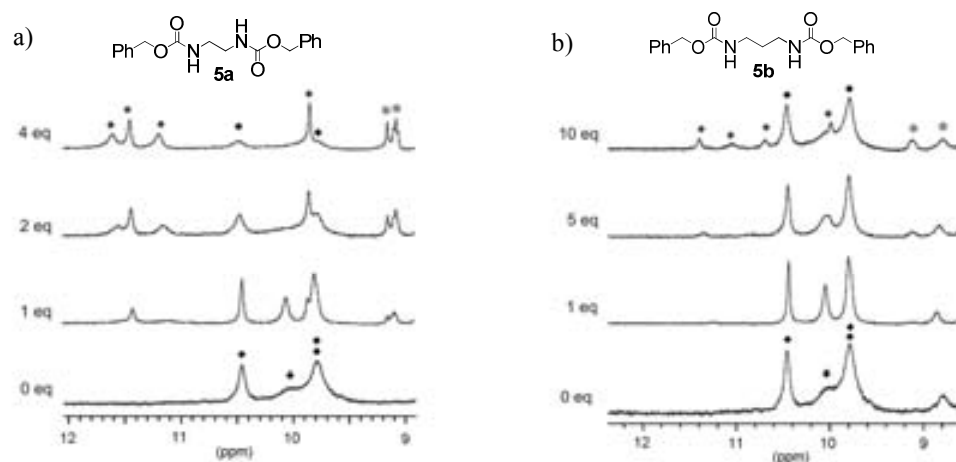 a)
Ph O O N H H N O O Ph
5a
4 eq
2 eq
1 eq
0 eq
12 11 10 9
(ppm)
b)
Ph O O N H N H O O Ph
5b
10 eq
5 eq
1 eq
0 eq
11 10 9
(ppm)